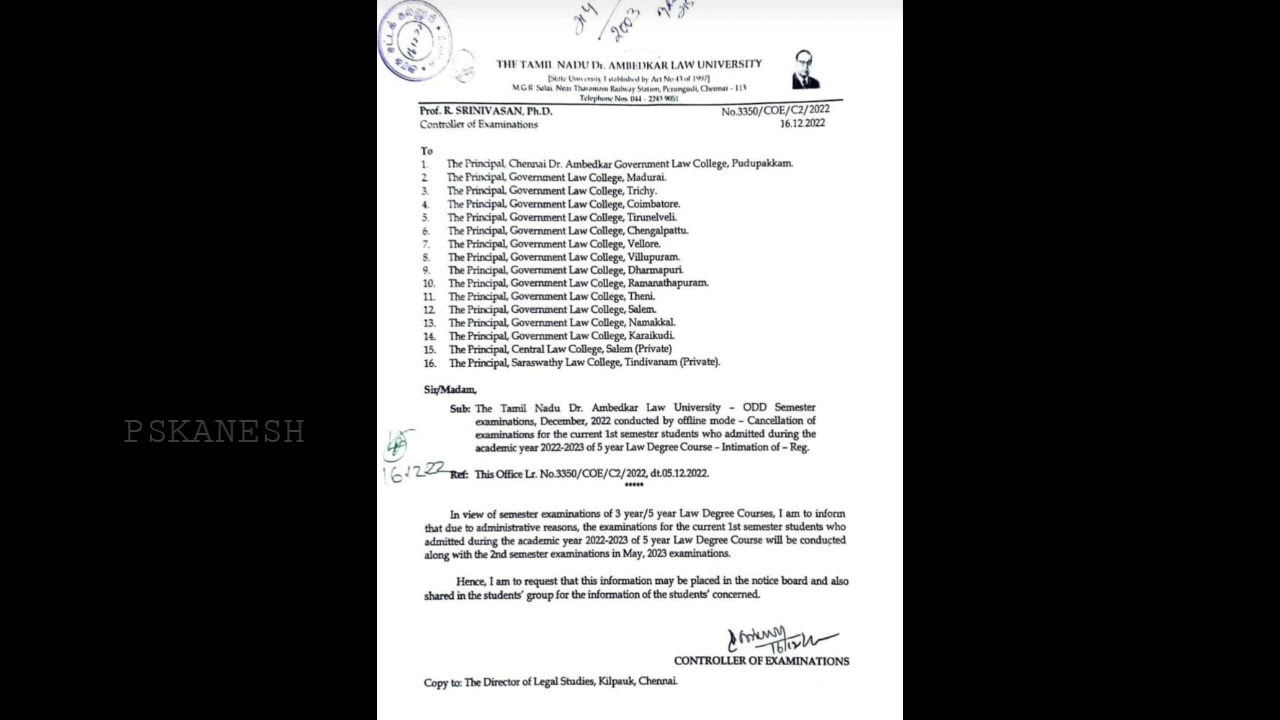 2003
THE TAMIL NADU Dr. AMBEDKAR LAW UNIVERSITY
[State University Established by Act No 43 of 1997]
M.G.R. Salai, Near Tharamani Railway Station, Perungudi, Chennai - 113
Telephone Nos. 044 - 2243 9051
Prof. R. SRINIVASAN, Ph.D.
No.3350/COE/C2/2022
Controller of Examinations
16.12.2022
To
1. The Principal, Chennai Dr. Ambedkar Government Law College, Pudupakkam.
2 The Principal, Government Law College, Madurai.
3. The Principal, Government Law College, Trichy.
4. The Principal, Government Law College, Coimbatore.
5. The Principal, Government Law College, Tirunelveli.
6. The Principal, Government Law College, Chengalpattu.
7. The Principal, Government Law College, Vellore.
8. The Principal, Government Law College, Villupuram.
9. The Principal, Government Law College, Dharmapuri.
10. The Principal, Government Law College, Ramanathapuram.
11. The Principal, Government Law College, Theni.
12. The Principal, Government Law College, Salem.
13. The Principal, Government Law College, Namakkal.
14. The Principal, Government Law College, Karaikudi.
15. The Principal, Central Law College, Salem (Private)
16. The Principal, Saraswathy Law College, Tindivanam (Private).
Sir/Madam,
Sub: The Tamil Nadu Dr. Ambedkar Law University – ODD Semester
examinations, December, 2022 conducted by offline mode – Cancellation of
examinations for the current 1st semester students who admitted during the
academic year 2022-2023 of 5 year Law Degree Course – Intimation of – Reg.
PSKANESH
16.12.22
Ref: This Office Lr. No.3350/COE/C2/2022, dt.05.12.2022.
*****
In view of semester examinations of 3 year/5 year Law Degree Courses, I am to inform
that due to administrative reasons, the examinations for the current 1st semester students who
admitted during the academic year 2022-2023 of 5 year Law Degree Course will be conducted
along with the 2nd semester examinations in May, 2023 examinations.
Hence, I am to request that this information may be placed in the notice board and also
shared in the students' group for the information of the students' concerned.
CONTROLLER OF EXAMINATIONS
Copy to: The Director of Legal Studies, Kilpauk, Chennai.